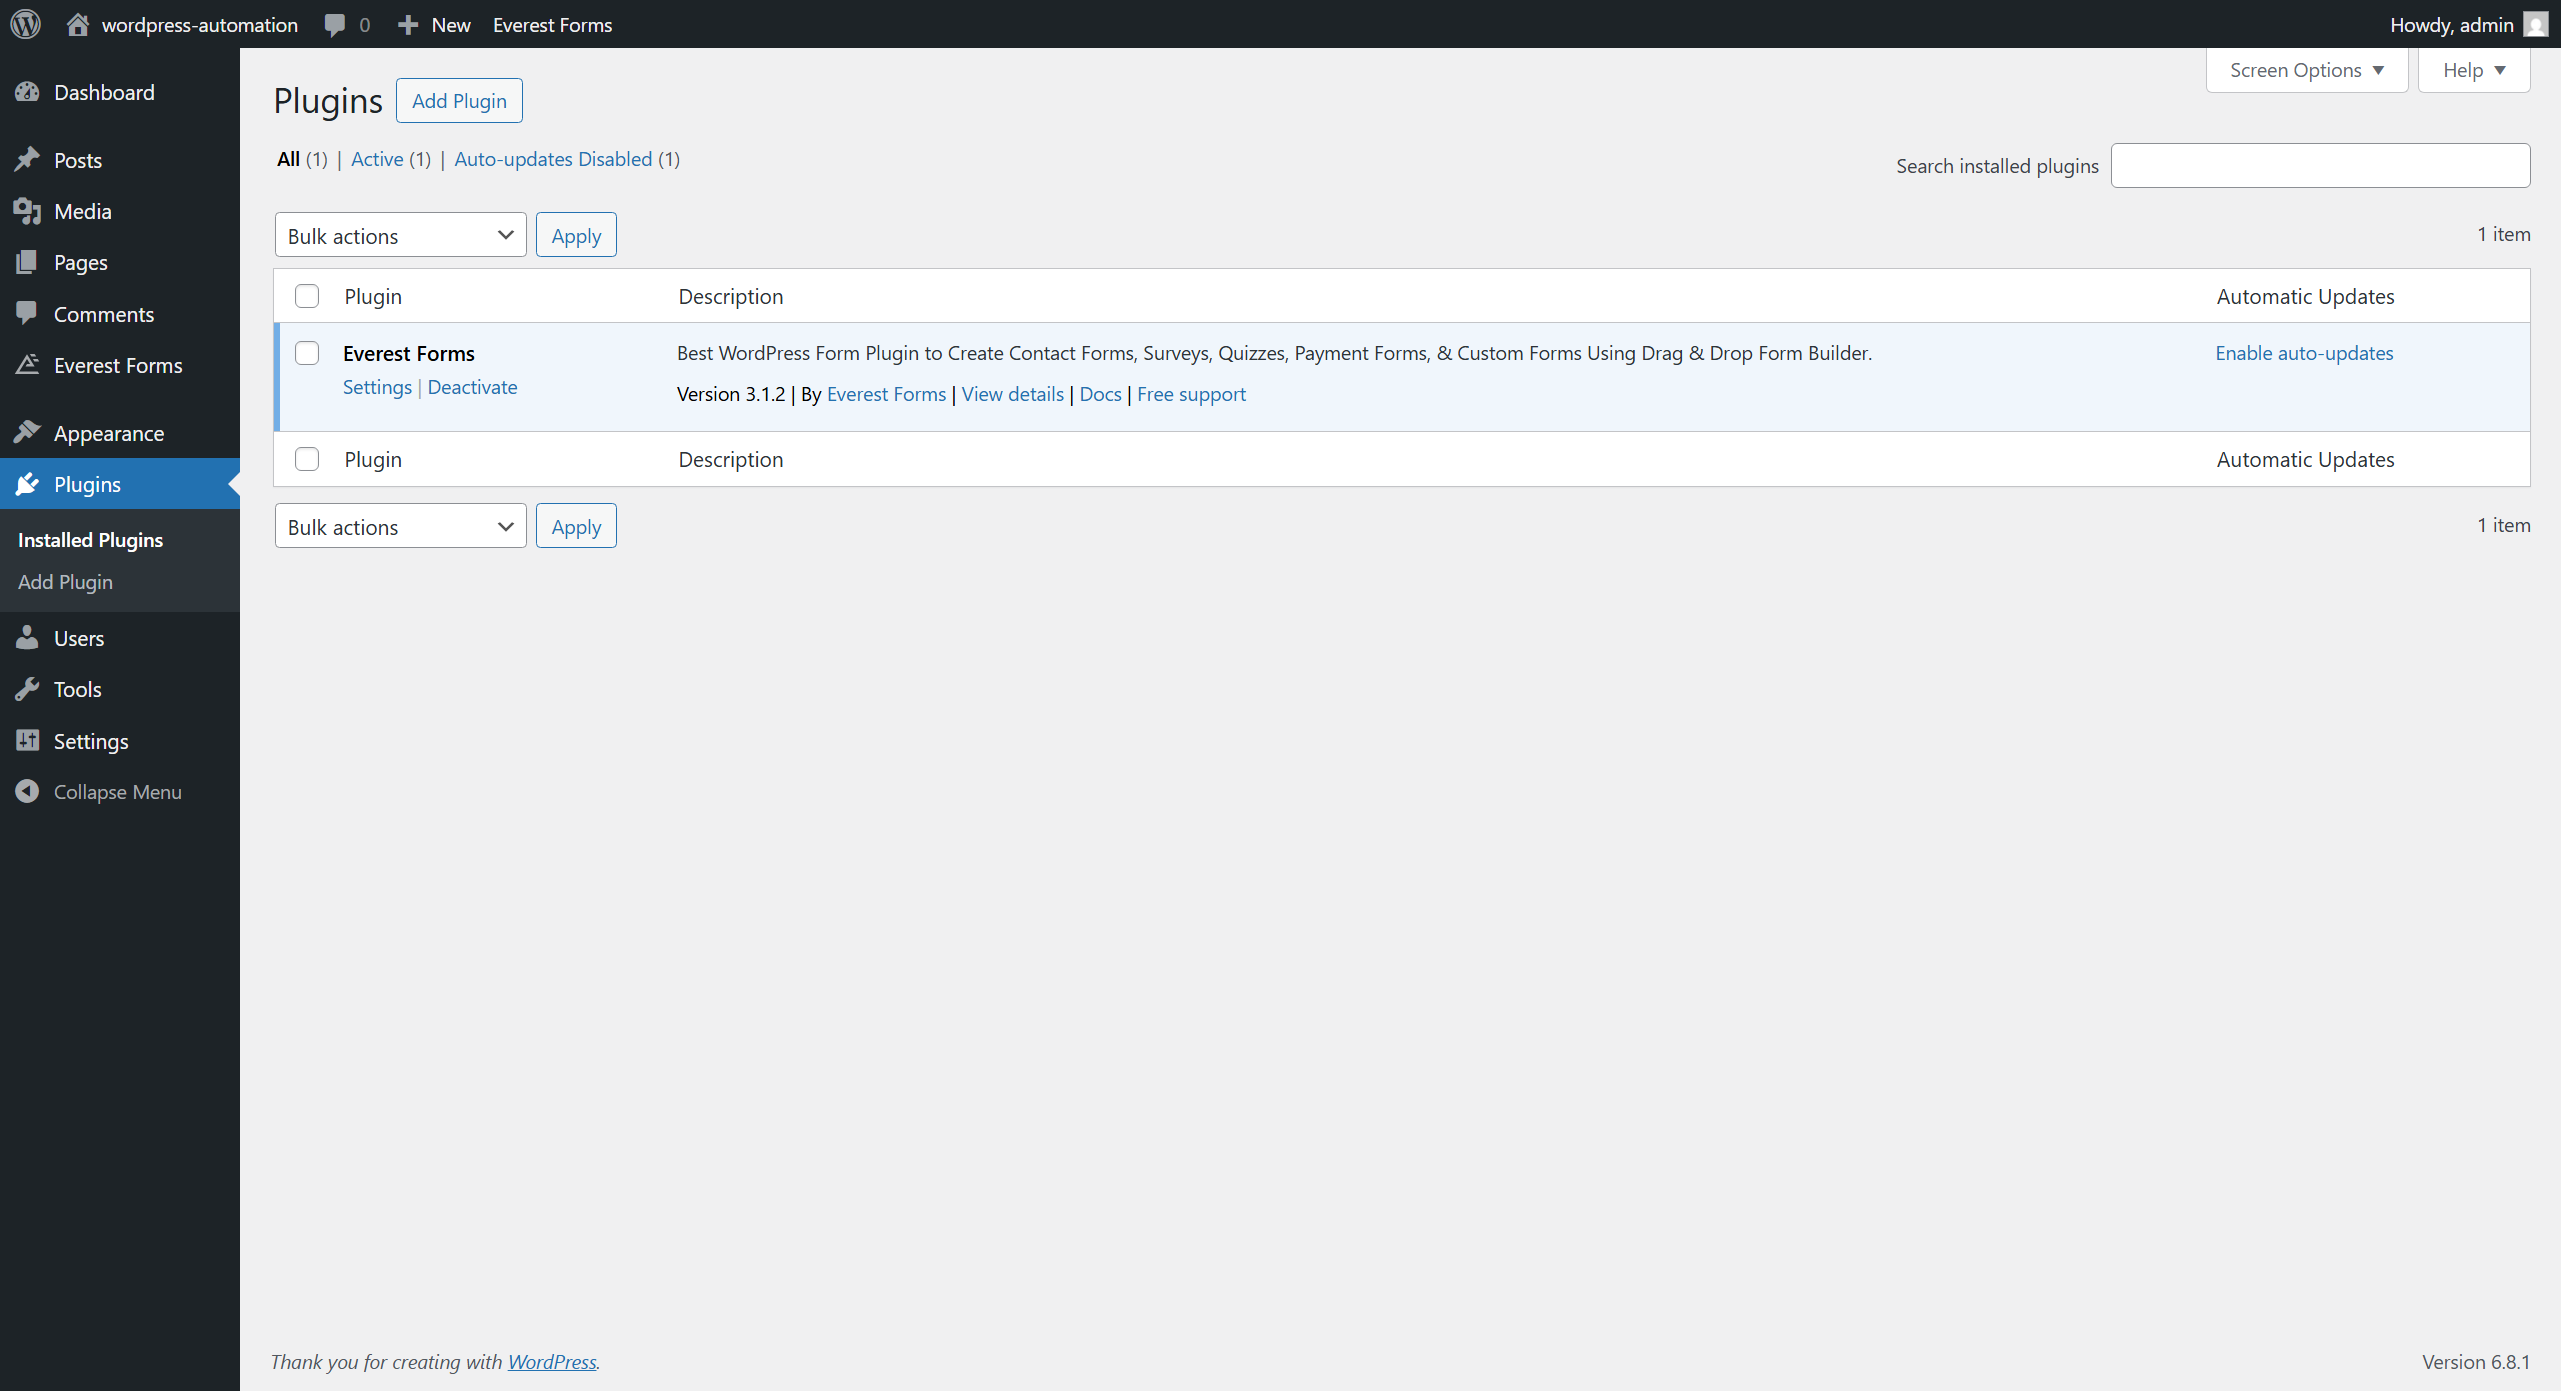 wordpress-automation 0 New Everest Forms Howdy, admin
Dashboard
Posts
Media
Pages
Comments
Everest Forms
Appearance
Plugins
Installed Plugins
Add Plugin
Users
Tools
Settings
Collapse Menu
Screen Options Help
Plugins Add Plugin
All (1) | Active (1) | Auto-updates Disabled (1)
Search installed plugins
Bulk actions Apply 1 item
Plugin Description Automatic Updates
Everest Forms Best WordPress Form Plugin to Create Contact Forms, Surveys, Quizzes, Payment Forms, & Custom Forms Using Drag & Drop Form Builder. Enable auto-updates
Settings | Deactivate Version 3.1.2 | By Everest Forms | View details | Docs | Free support
Plugin Description Automatic Updates
Bulk actions Apply 1 item
Thank you for creating with WordPress. Version 6.8.1